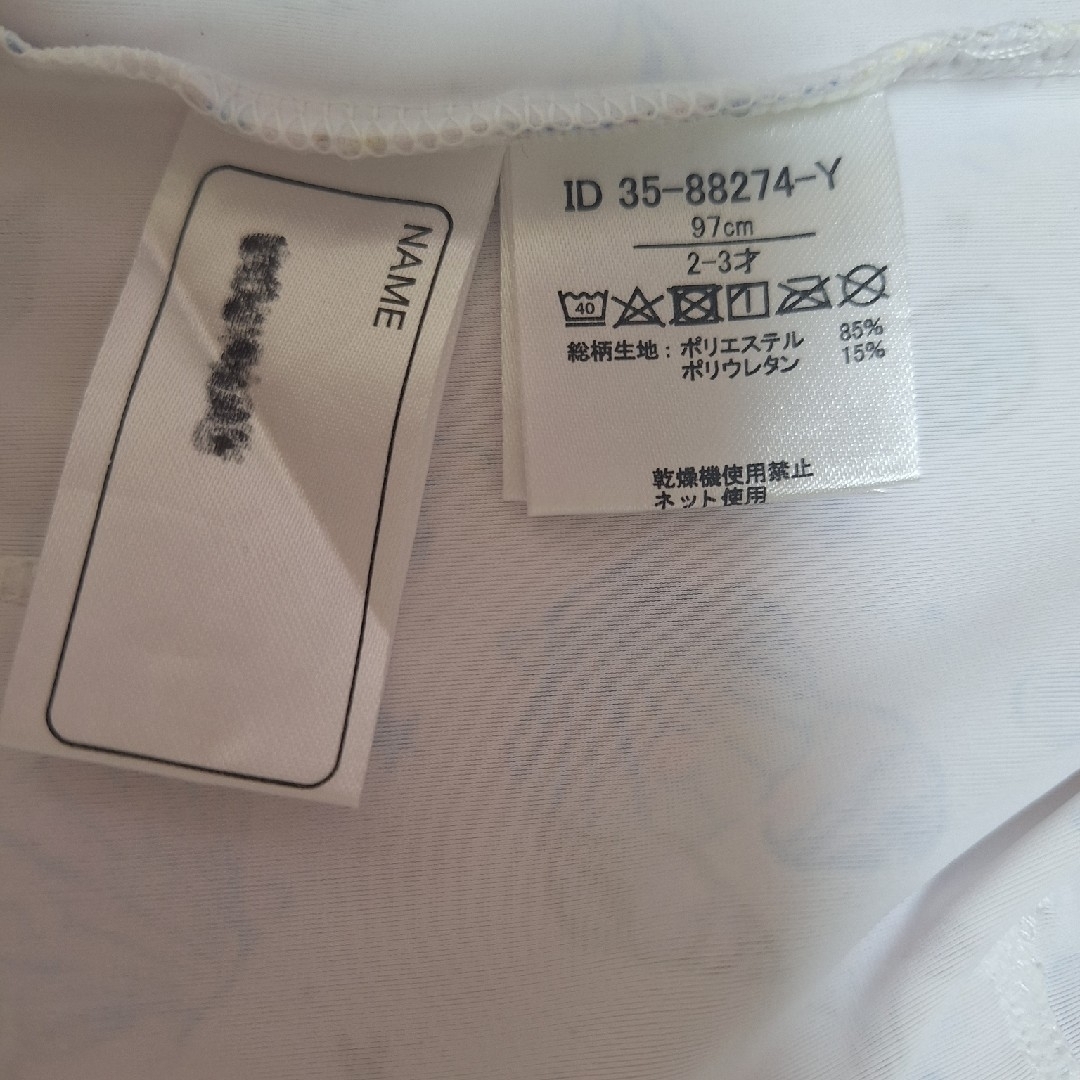 NAME
ID 35-88274-Y
97cm
2-3才
40
総柄生地：ポリエステル 85%
ポリウレタン 15%
乾燥機使用禁止
ネット使用